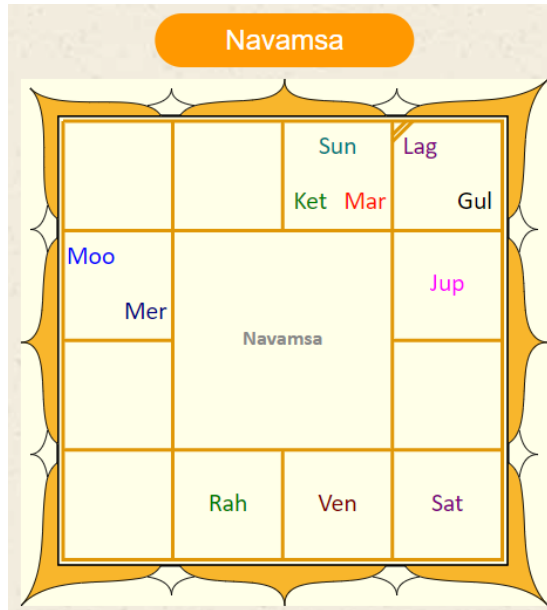 Navamsa
Sun
Lag
Ket Mar
Gul
Moo
Mer
Jup
Navamsa
Rah
Ven
Sat